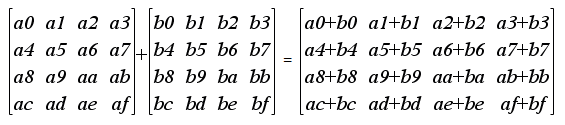 a0 a1 a2 a3 b0 b1 b2 b3 a0+b0 a1+b1 a2+b2 a3+b3
a4 a5 a6 a7 + b4 b5 b6 b7 = a4+b4 a5+b5 a6+b6 a7+b7
a8 a9 aa ab b8 b9 ba bb a8+b8 a9+b9 aa+ba ab+bb
ac ad ae af bc bd be bf ac+bc ad+bd ae+be af+bf